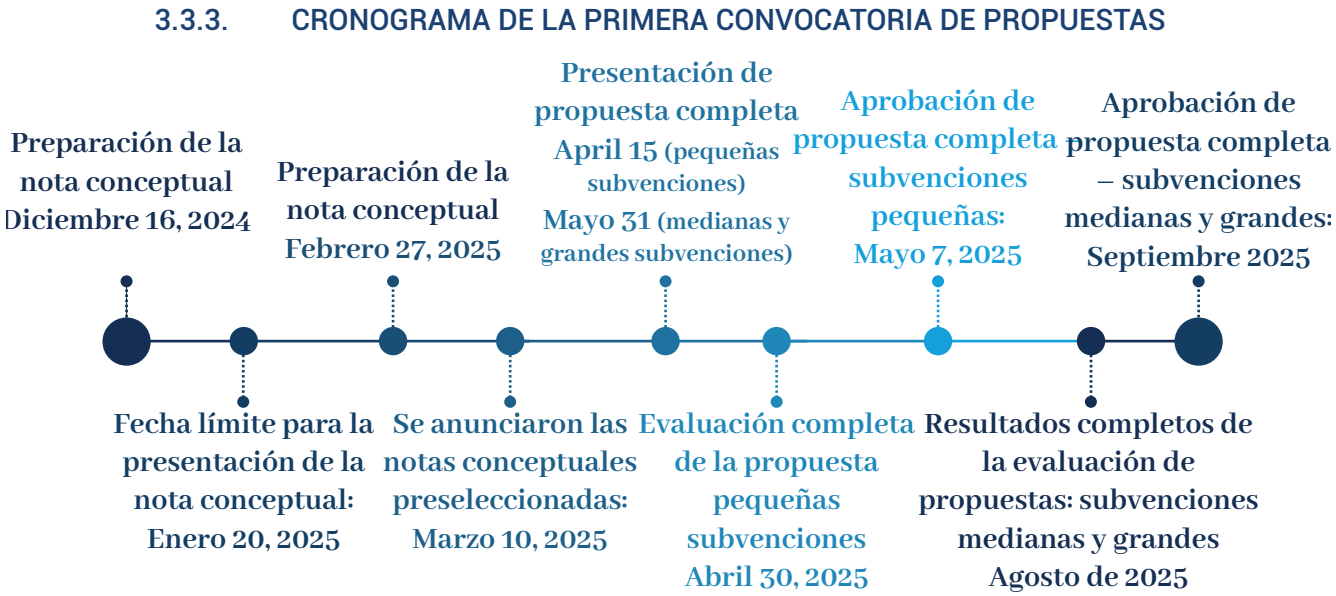 3.3.3. CRONOGRAMA DE LA PRIMERA CONVOCATORIA DE PROPUESTAS
Preparación de la
nota conceptual
Diciembre 16, 2024
Fecha límite para la
presentación de la
nota conceptual:
Enero 20, 2025
Preparación de la
nota conceptual
Febrero 27, 2025
Se anunciaron las
notas conceptuales
preseleccionadas:
Marzo 10, 2025
Presentación de
propuesta completa
April 15 (pequeñas
subvenciones)
Mayo 31 (medianas y
grandes subvenciones)
Evaluación completa
de la propuesta
pequeñas
subvenciones
Abril 30, 2025
Aprobación de
propuesta completa –
subvenciones
pequeñas:
Mayo 7, 2025
Resultados completos de
la evaluación de
propuestas: subvenciones
medianas y grandes
Agosto de 2025
Aprobación de
propuesta completa
– subvenciones
medianas y grandes:
Septiembre 2025